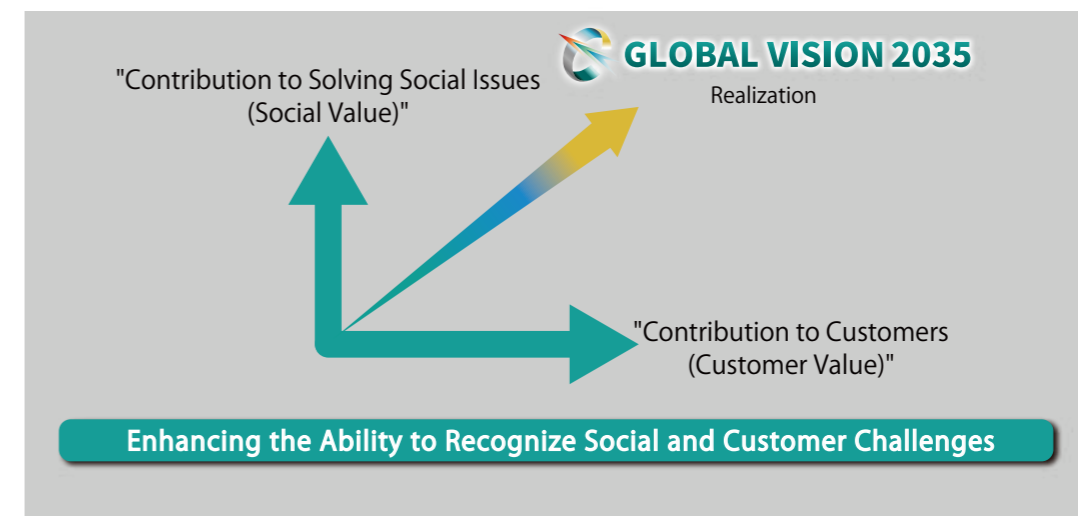 GLOBAL VISION 2035
Realization
"Contribution to Solving Social Issues
(Social Value)"
"Contribution to Customers
(Customer Value)"
Enhancing the Ability to Recognize Social and Customer Challenges